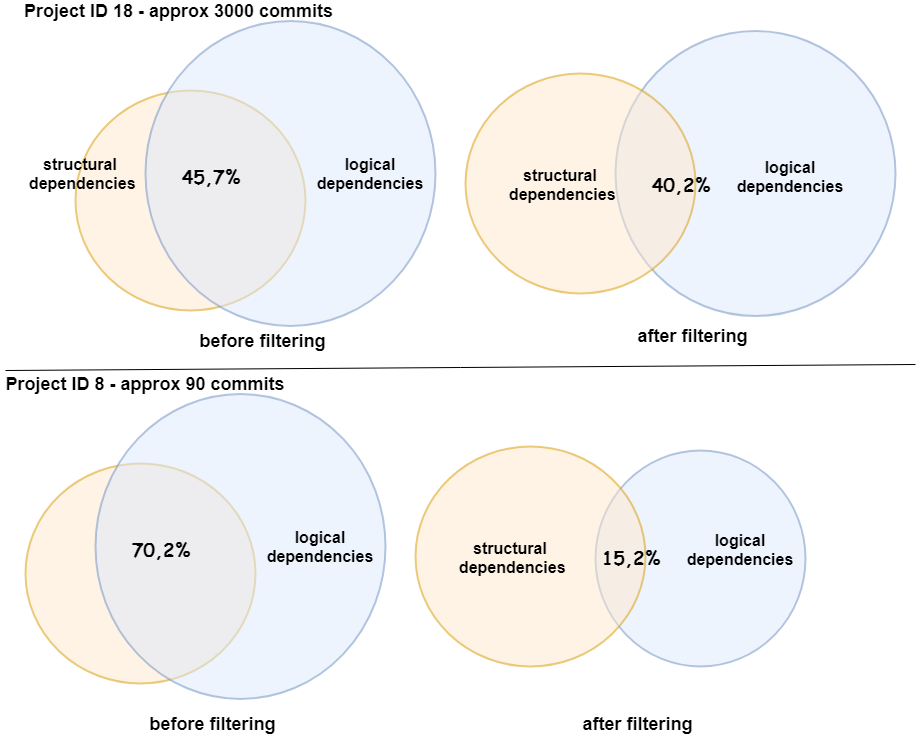 Project ID 18 - approx 3000 commits
structural
dependencies
45,7%
logical
dependencies
before filtering
structural
dependencies
40,2%
logical
dependencies
after filtering
Project ID 8 - approx 90 commits
70,2%
logical
dependencies
before filtering
structural
dependencies
15,2%
logical
dependencies
after filtering